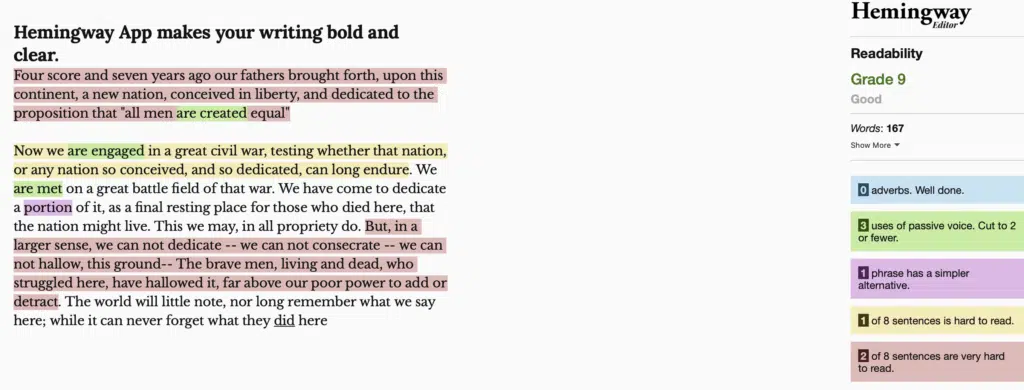 Hemingway App makes your writing bold and
clear.
Four score and seven years ago our fathers brought forth, upon this
continent, a new nation, conceived in liberty, and dedicated to the
proposition that "all men are created equal"
Now we are engaged in a great civil war, testing whether that nation,
or any nation so conceived, and so dedicated, can long endure. We
are met on a great battle field of that war. We have come to dedicate
a portion of it, as a final resting place for those who died here, that
the nation might live. This we may, in all propriety do. But, in a
larger sense, we can not dedicate -- we can not consecrate -- we can
not hallow, this ground-- The brave men, living and dead, who
struggled here, have hallowed it, far above our poor power to add or
detract. The world will little note, nor long remember what we say
here; while it can never forget what they did here
Hemingway
Editor
Readability
Grade 9
Good
Words: 167
Show More
0 adverbs. Well done.
3 uses of passive voice. Cut to 2
or fewer.
1 phrase has a simpler
alternative.
1 of 8 sentences is hard to read.
2 of 8 sentences are very hard
to read.